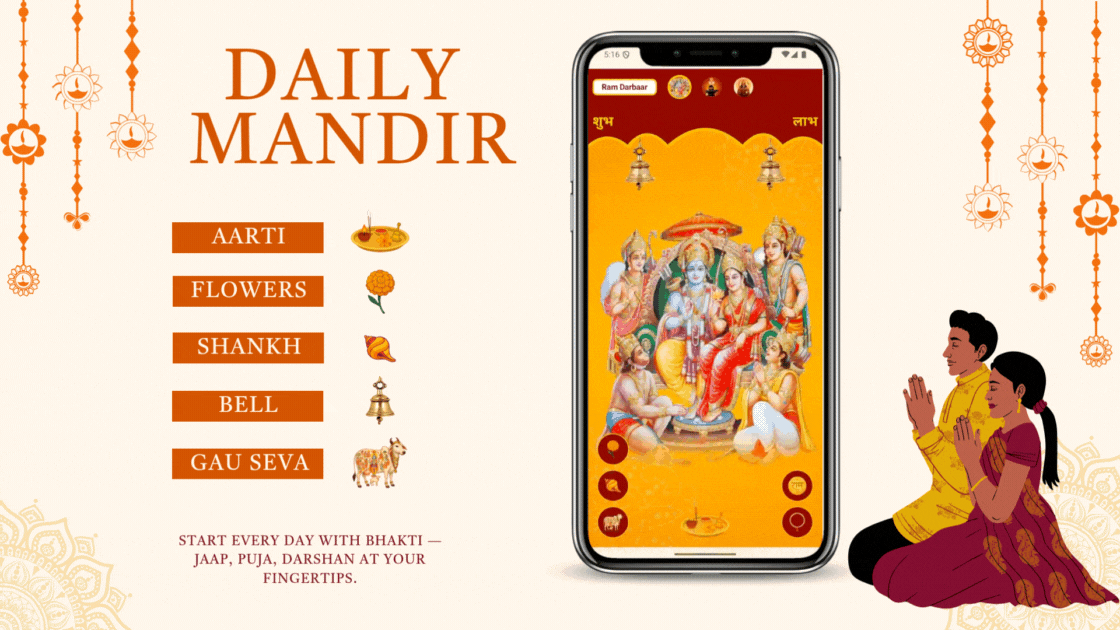 DAILY
MANDIR
AARTI
FLOWERS
SHANKH
BELL
GAU SEVA
START EVERY DAY WITH BHAKTI —
JAAP, PUJA, DARSHAN AT YOUR
FINGERTIPS.
5:16
Ram Darbaar
शुभ
लाभ